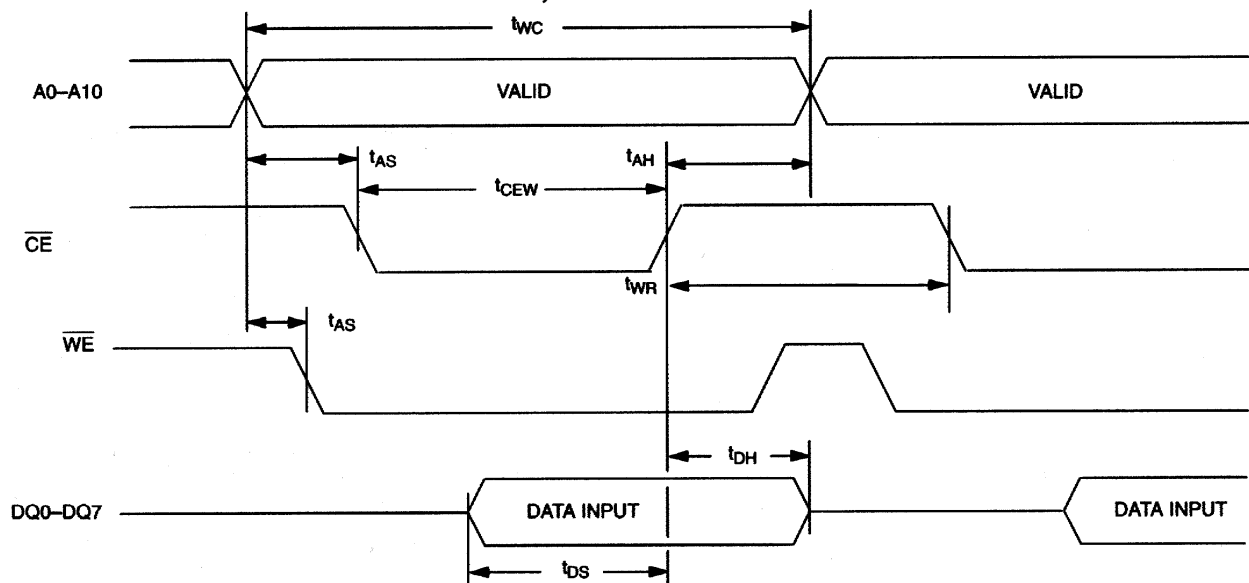 tWC
A0–A10 VALID VALID
tAS tAH
tCEW
CE
tWR
tAS
WE
tDH
DQ0–DQ7 DATA INPUT DATA INPUT
tDS